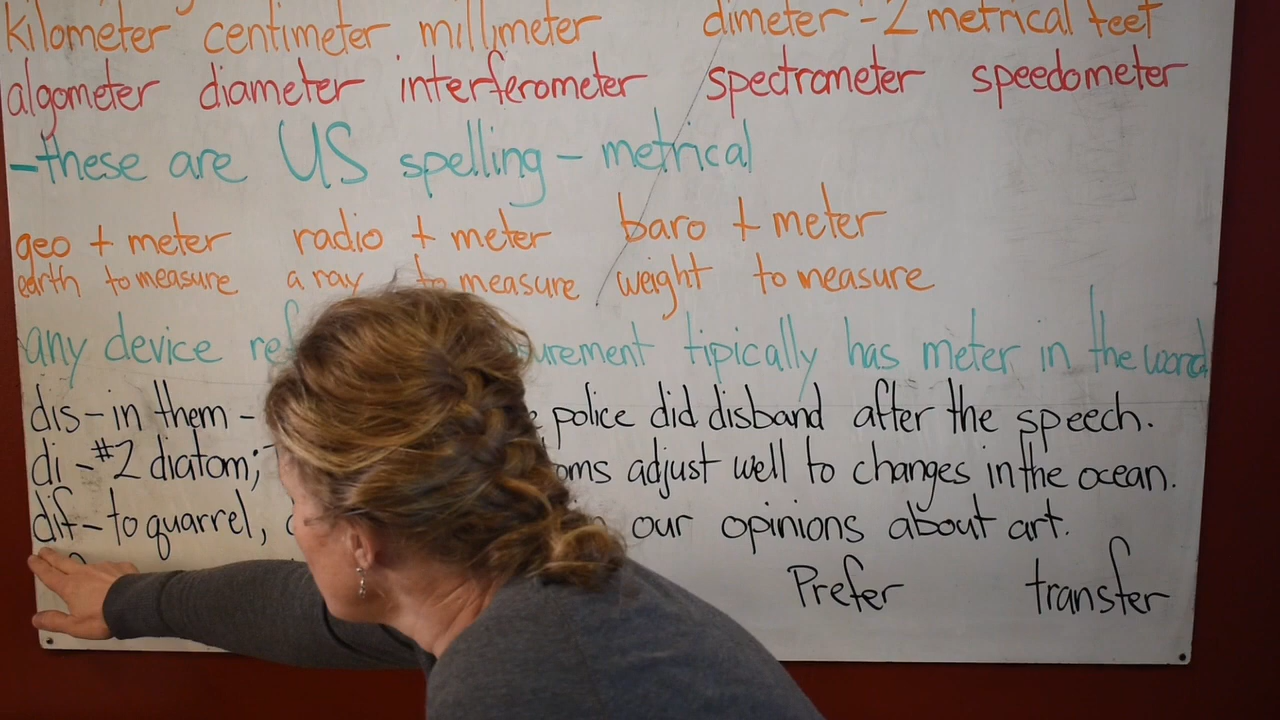 kilometer centimeter millimeter dimeter - 2 metrical feet
algometer diameter interferometer spectrometer speedometer
-these are US spelling - metrical
geo + meter radio + meter baro + meter
earth to measure a ray to measure weight to measure
any device tipically has meter in the word
dis-in them - police did disband after the speech.
di -#2 diatom; adjust well to changes in the ocean.
dif-to quarrel, our opinions about art.
Prefer transfer